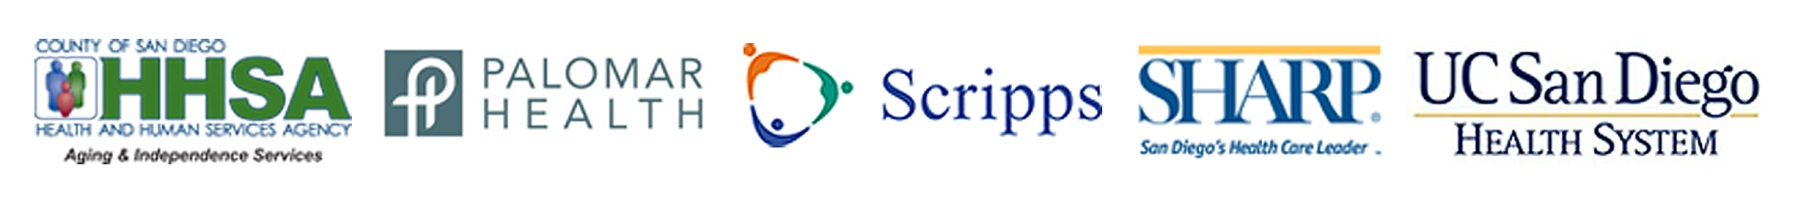 COUNTY OF SAN DIEGO
HHSA
HEALTH AND HUMAN SERVICES AGENCY
Aging & Independence Services
PALOMAR
HEALTH
Scripps
SHARP®
San Diego's Health Care Leader ™
UC San Diego
HEALTH SYSTEM